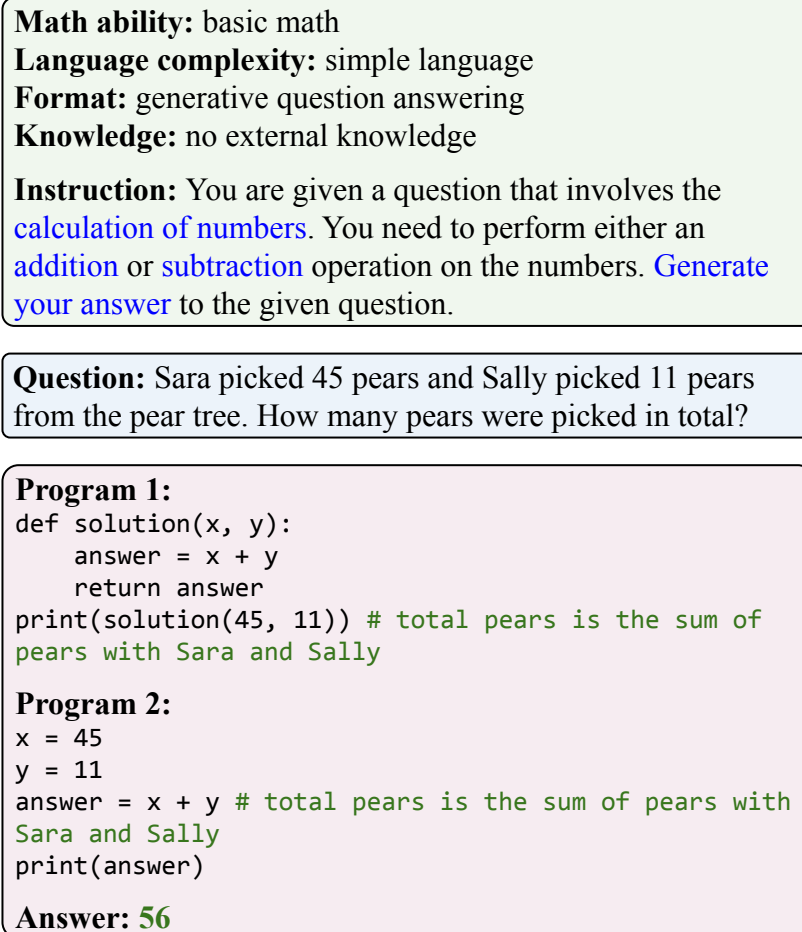 Math ability: basic math
Language complexity: simple language
Format: generative question answering
Knowledge: no external knowledge
Instruction: You are given a question that involves the
calculation of numbers. You need to perform either an
addition or subtraction operation on the numbers. Generate
your answer to the given question.
Question: Sara picked 45 pears and Sally picked 11 pears
from the pear tree. How many pears were picked in total?
Program 1:
def solution(x, y):
    answer = x + y
    return answer
print(solution(45, 11)) # total pears is the sum of
pears with Sara and Sally
Program 2:
x = 45
y = 11
answer = x + y # total pears is the sum of pears with
Sara and Sally
print(answer)
Answer: 56